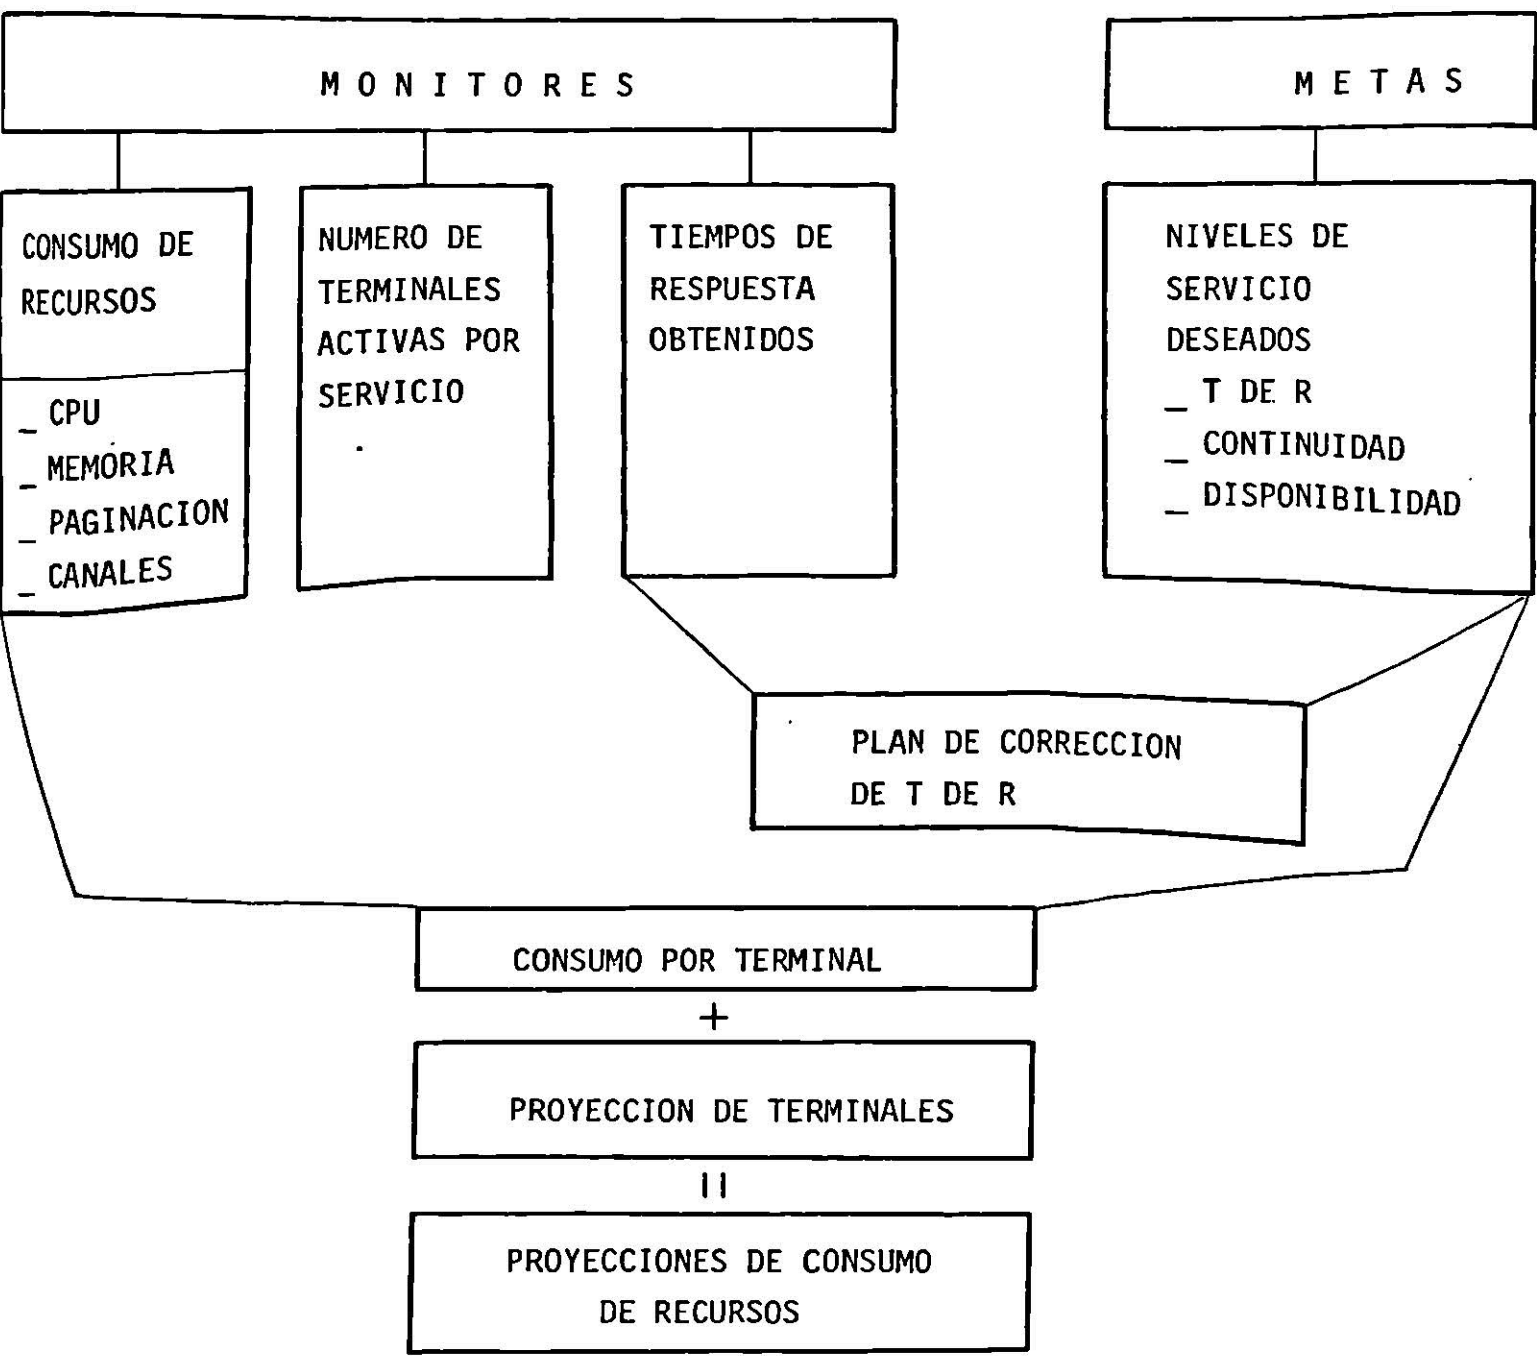 M O N I T O R E S
M E T A S
CONSUMO DE
RECURSOS
_ CPU
_ MEMORIA
_ PAGINACION
_ CANALES
NUMERO DE
TERMINALES
ACTIVAS POR
SERVICIO
TIEMPOS DE
RESPUESTA
OBTENIDOS
NIVELES DE
SERVICIO
DESEADOS
_ T DE R
_ CONTINUIDAD
_ DISPONIBILIDAD
PLAN DE CORRECCION
DE T DE R
CONSUMO POR TERMINAL
+
PROYECCION DE TERMINALES
=
PROYECCIONES DE CONSUMO
DE RECURSOS